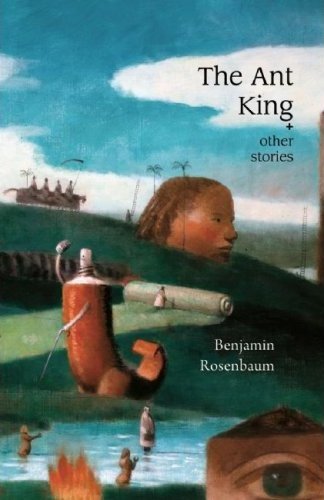 The Ant
King
+
other
stories
Benjamin
Rosenbaum